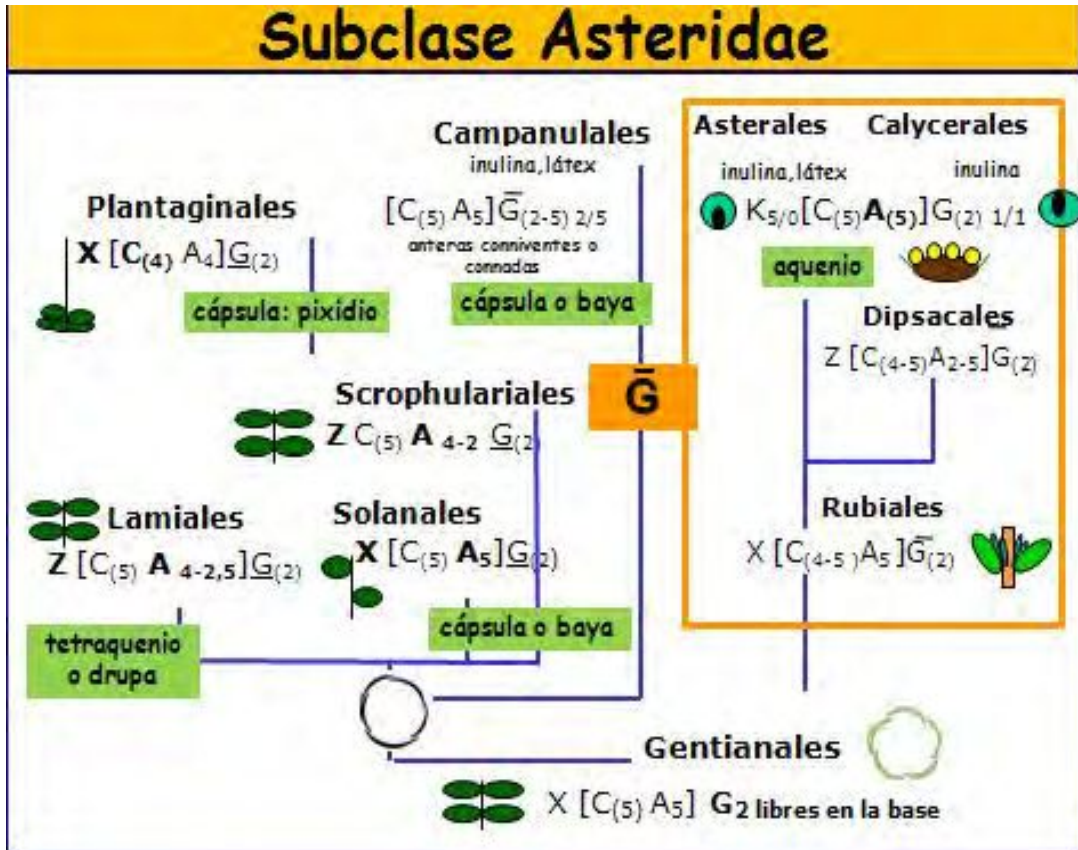 Subclase Asteridae
Campanulales
inulina,látex
[C(5) A5]G̅(2-5) 2/5
anteras conniventes o
connadas
cápsula o baya
Asterales
Calycerales
inulina,látex
inulina
K5/0[C(5)A(5)]G(2) 1/1
aquenio
Plantaginales
X [C(4) A4]G̲(2)
cápsula: pixidio
Dipsacales
Z [C(4-5)A2-5]G̅(2)
G̅
Scrophulariales
Z C(5) A 4-2 G̲(2)
Lamiales
Z [C(5) A 4-2,5]G̲(2)
tetraquenio
o drupa
Solanales
X [C(5) A5]G̲(2)
cápsula o baya
Rubiales
X [C(4-5 )A5]G̅(2)
Gentianales
X [C(5) A5] G2 libres en la base